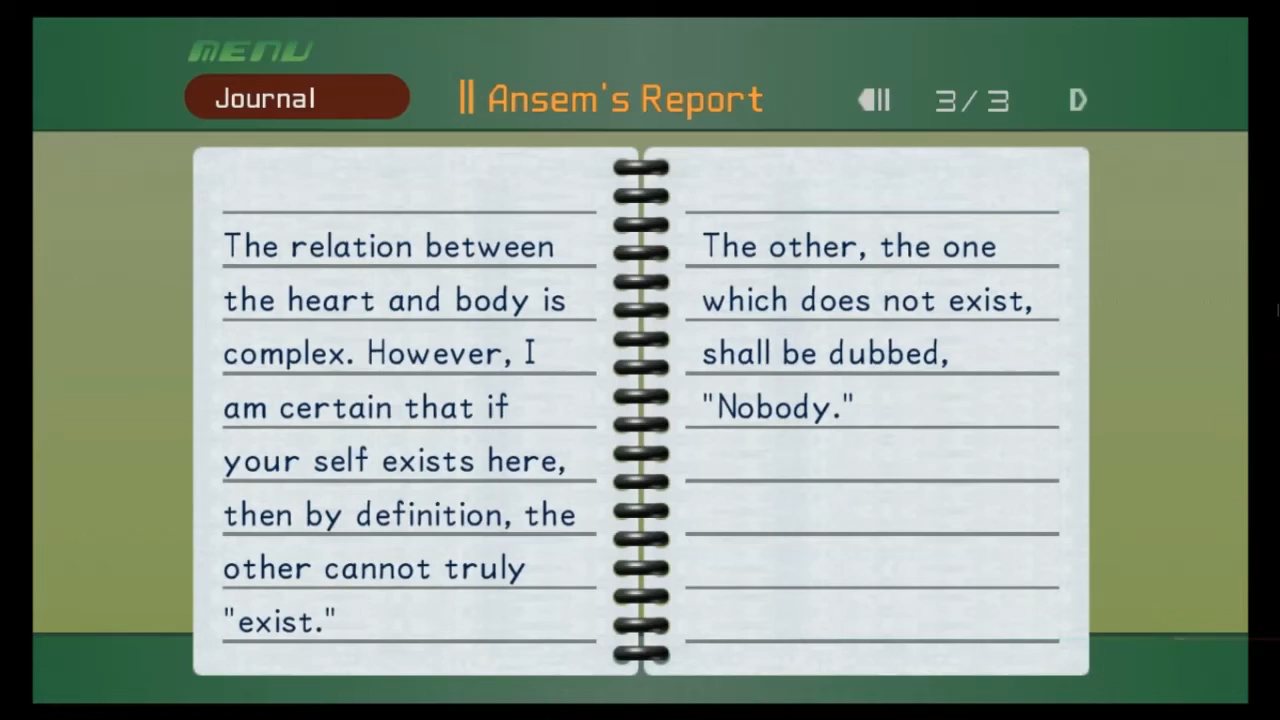 MENU
Journal
Ansem's Report
3/3
The relation between
the heart and body is
complex. However, I
am certain that if
your self exists here,
then by definition, the
other cannot truly
"exist."
The other, the one
which does not exist,
shall be dubbed,
"Nobody."